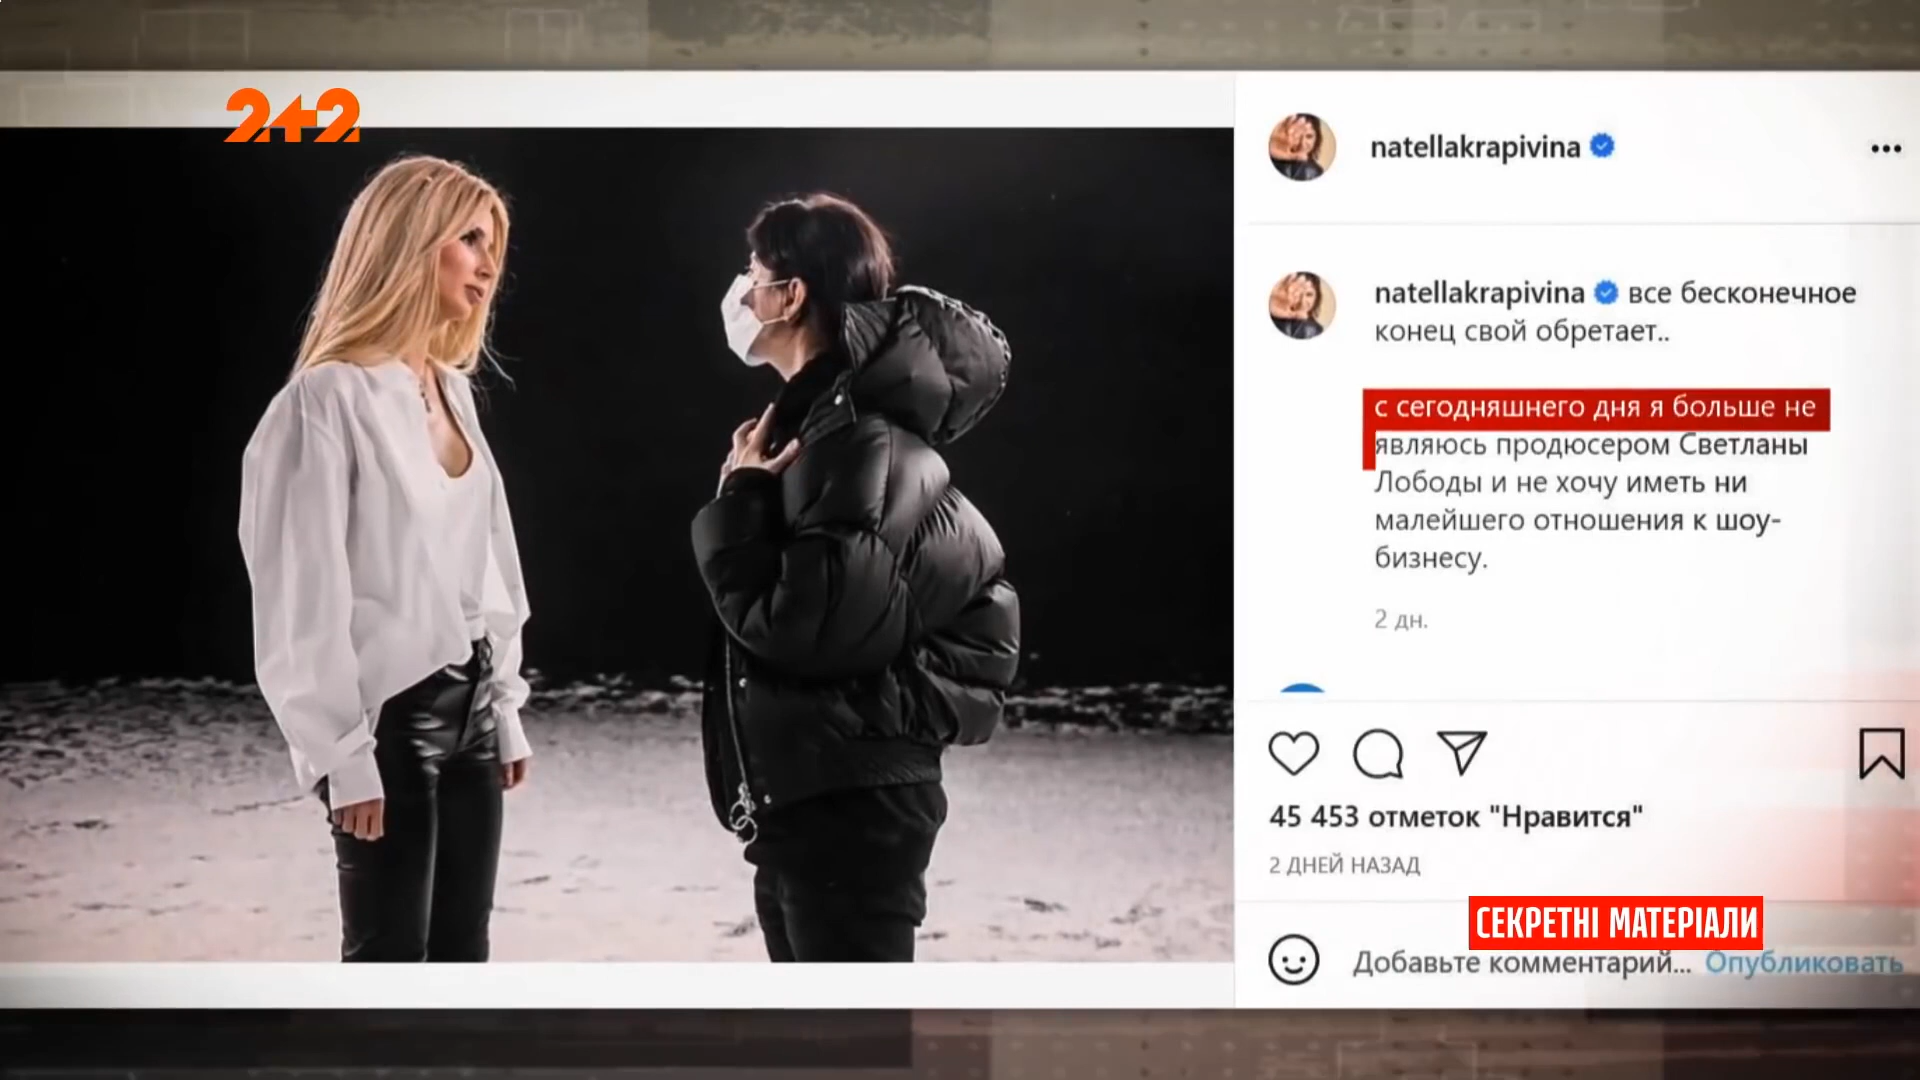 2+2
natellakrapivina
natellakrapivina все бесконечное
конец свой обретает..
с сегодняшнего дня я больше не
являюсь продюсером Светланы
Лободы и не хочу иметь ни
малейшего отношения к шоу-
бизнесу.
2 дн.
45 453 отметок "Нравится"
2 ДНЕЙ НАЗАД
СЕКРЕТНІ МАТЕРІАЛИ
Добавьте комментарий... Опубликовать